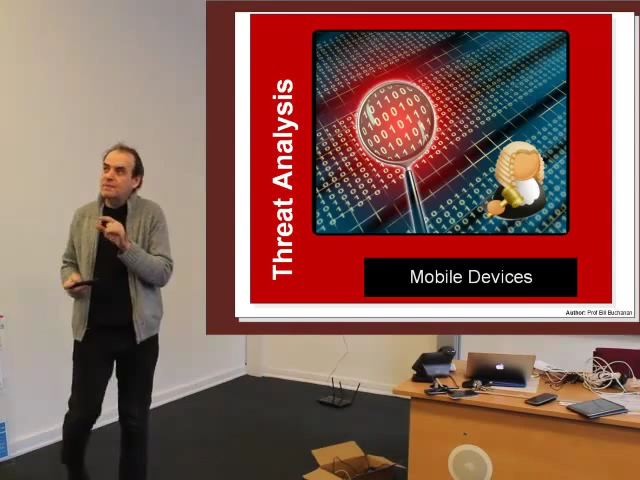 Threat Analysis
Mobile Devices
Author: Prof Bill Buchanan